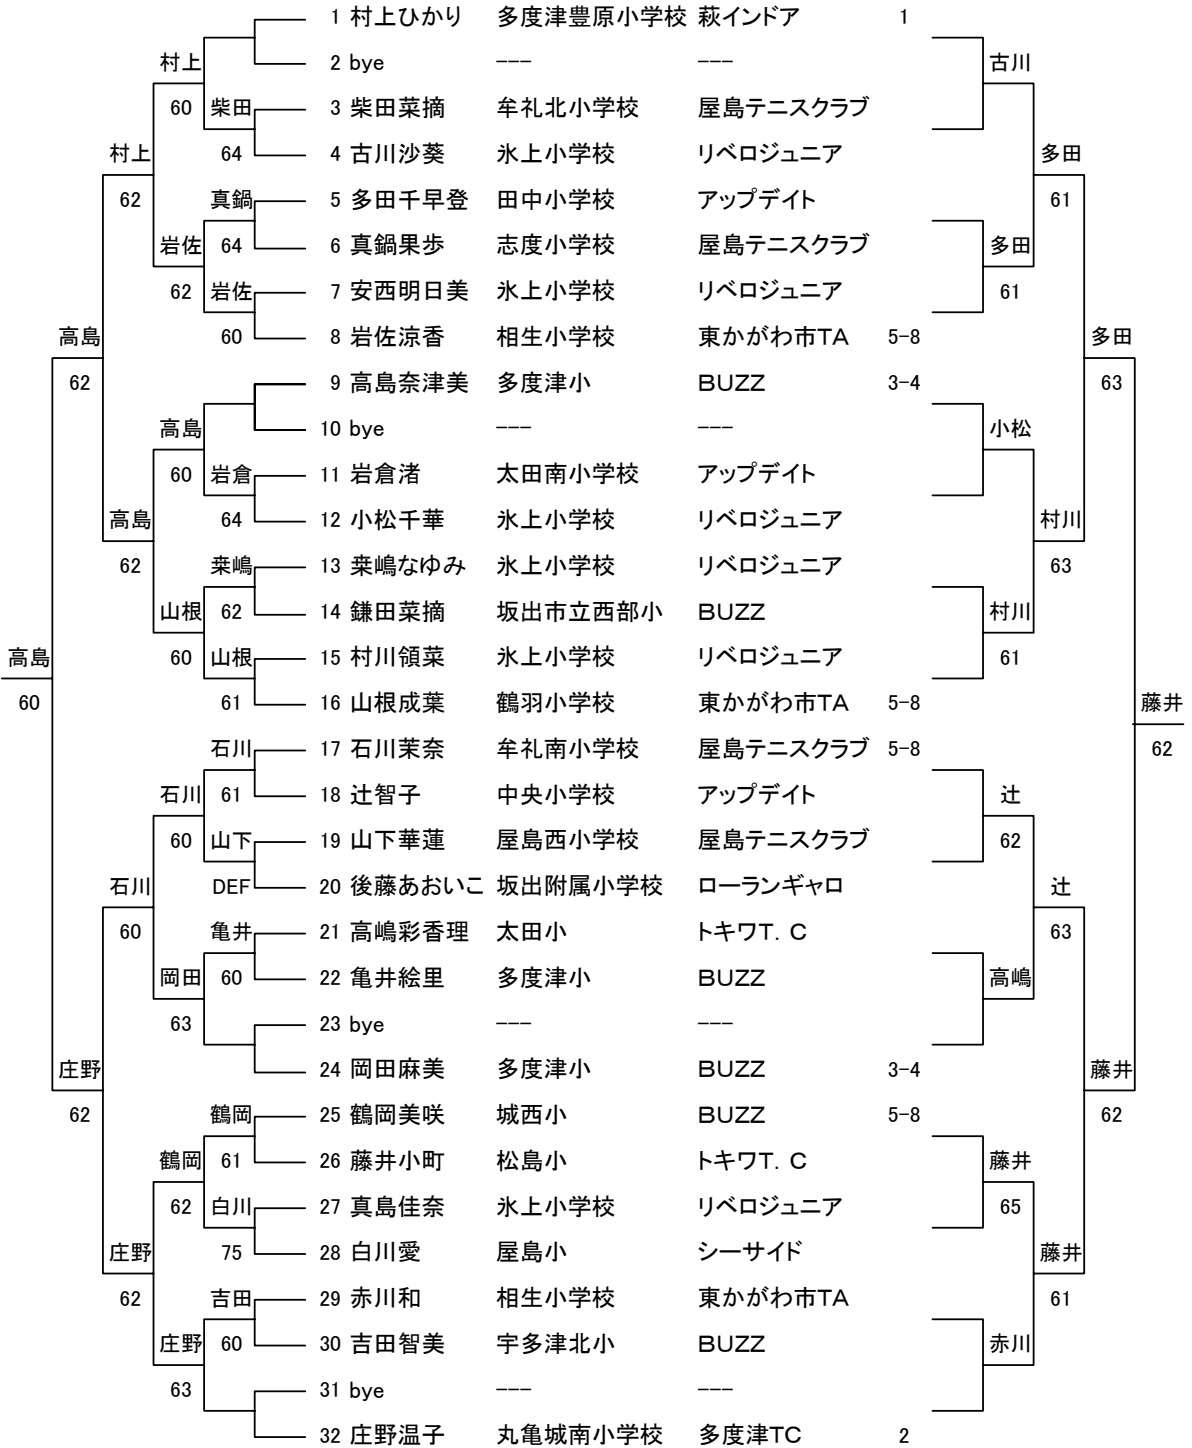 1 村上ひかり 多度津豊原小学校 萩インドア 1
村上 2 bye --- --- 古川
60 柴田 3 柴田菜摘 牟礼北小学校 屋島テニスクラブ
村上 64 4 古川沙葵 氷上小学校 リベロジュニア 多田
62 真鍋 5 多田千早登 田中小学校 アップデイト 61
岩佐 64 6 真鍋果歩 志度小学校 屋島テニスクラブ 多田
62 岩佐 7 安西明日美 氷上小学校 リベロジュニア 61
高島 60 8 岩佐涼香 相生小学校 東かがわ市TA 5-8 多田
62 9 高島奈津美 多度津小 BUZZ 3-4 63
高島 10 bye --- --- 小松
60 岩倉 11 岩倉渚 太田南小学校 アップデイト
高島 64 12 小松千華 氷上小学校 リベロジュニア 村川
62 桒嶋 13 桒嶋なゆみ 氷上小学校 リベロジュニア 63
山根 62 14 鎌田菜摘 坂出市立西部小 BUZZ 村川
高島 60 山根 15 村川領菜 氷上小学校 リベロジュニア 61
60 61 16 山根成葉 鶴羽小学校 東かがわ市TA 5-8 藤井
石川 17 石川茉奈 牟礼南小学校 屋島テニスクラブ 5-8 62
石川 61 18 辻智子 中央小学校 アップデイト 辻
60 山下 19 山下華蓮 屋島西小学校 屋島テニスクラブ 62
石川 DEF 20 後藤あおいこ 坂出附属小学校 ローランギャロ 辻
60 亀井 21 高嶋彩香理 太田小 トキワT. C 63
岡田 60 22 亀井絵里 多度津小 BUZZ 高嶋
63 23 bye --- ---
庄野 24 岡田麻美 多度津小 BUZZ 3-4 藤井
62 鶴岡 25 鶴岡美咲 城西小 BUZZ 5-8 62
鶴岡 61 26 藤井小町 松島小 トキワT. C 藤井
62 白川 27 真島佳奈 氷上小学校 リベロジュニア 65
庄野 75 28 白川愛 屋島小 シーサイド 藤井
62 吉田 29 赤川和 相生小学校 東かがわ市TA 61
庄野 60 30 吉田智美 宇多津北小 BUZZ 赤川
63 31 bye --- ---
32 庄野温子 丸亀城南小学校 多度津TC 2